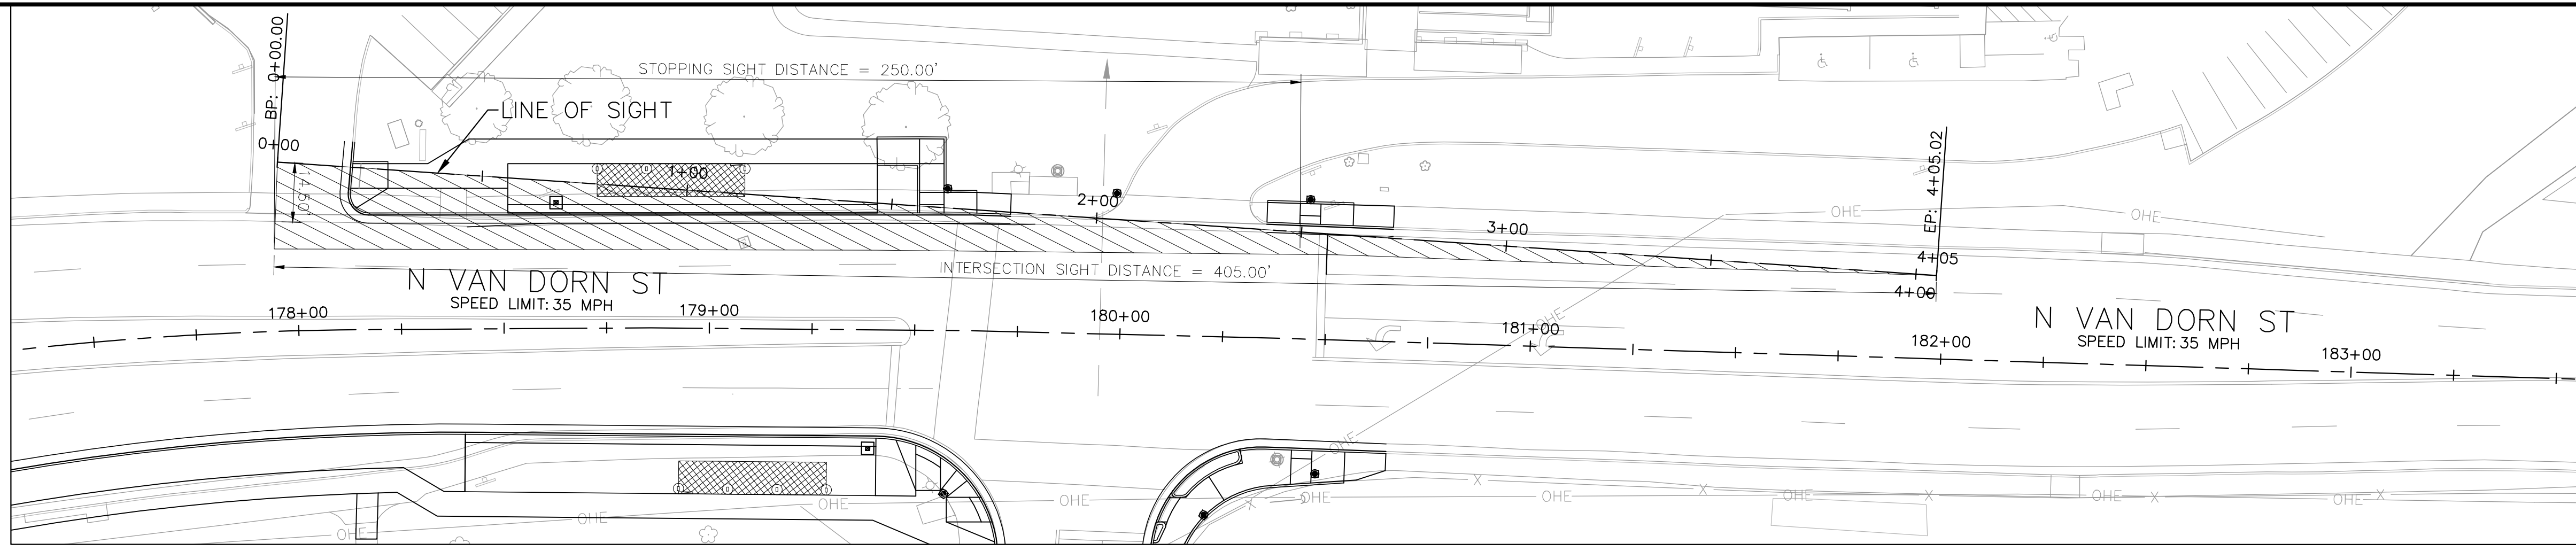 BP: 0+00.00
STOPPING SIGHT DISTANCE = 250.00'
LINE OF SIGHT
0+00
14.50'
1+00
2+00
3+00
EP: 4+05.02
4+05
4+00
OHE
OHE
INTERSECTION SIGHT DISTANCE = 405.00'
N VAN DORN ST
SPEED LIMIT: 35 MPH
N VAN DORN ST
SPEED LIMIT: 35 MPH
178+00
179+00
180+00
181+00
182+00
183+00
OHE
OHE
OHE
OHE
OHE
OHE
OHE
OHE
OHE
OHE
OHE
X
X
X
X
X
X